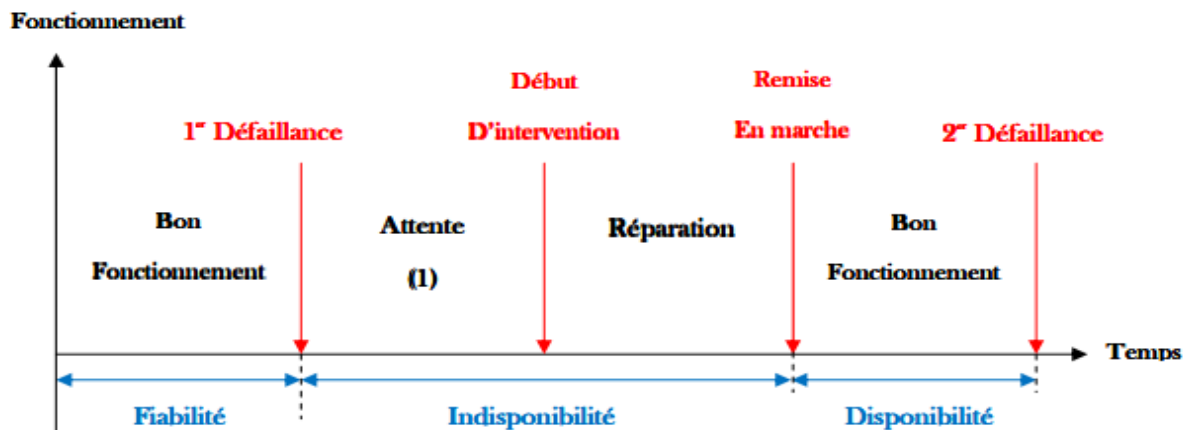 Fonctionnement
Début
D'intervention
Remise
En marche
1er Défaillance
2er Défaillance
Bon
Fonctionnement
Attente
(1)
Réparation
Bon
Fonctionnement
Temps
Fiabilité
Indisponibilité
Disponibilité